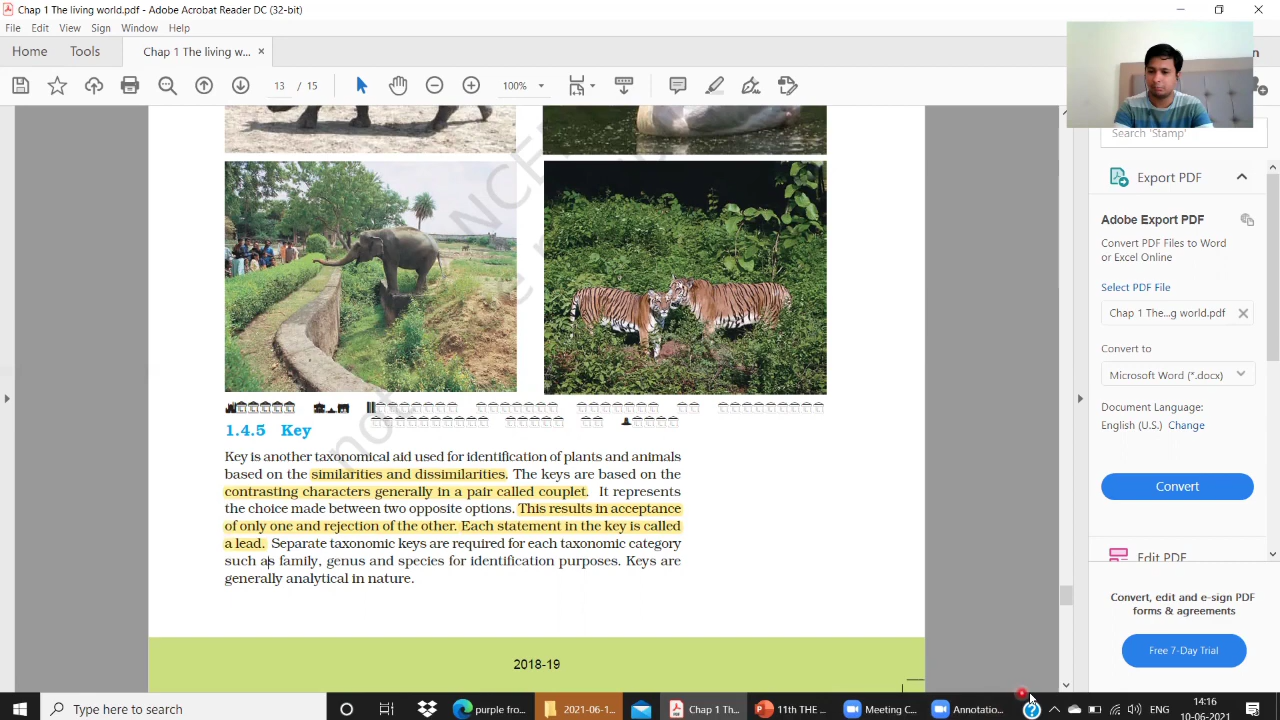 Chap 1 The living world.pdf - Adobe Acrobat Reader DC (32-bit)
File Edit View Sign Window Help
Home Tools Chap 1 The living w... ×
13 / 15 100%
Search 'Stamp'
Export PDF
Adobe Export PDF
Convert PDF Files to Word
or Excel Online
Select PDF File
Chap 1 The...g world.pdf
Convert to
Microsoft Word (*.docx)
Document Language:
English (U.S.) Change
Convert
Edit PDF
Convert, edit and e-sign PDF
forms & agreements
Free 7-Day Trial
1.4.5 Key
Key is another taxonomical aid used for identification of plants and animals
based on the similarities and dissimilarities. The keys are based on the
contrasting characters generally in a pair called couplet. It represents
the choice made between two opposite options. This results in acceptance
of only one and rejection of the other. Each statement in the key is called
a lead. Separate taxonomic keys are required for each taxonomic category
such as family, genus and species for identification purposes. Keys are
generally analytical in nature.
2018-19
Type here to search
purple fro...
2021-06-1...
Chap 1 Th...
11th THE ...
Meeting C...
Annotatio...
ENG
14:16
10-06-2021